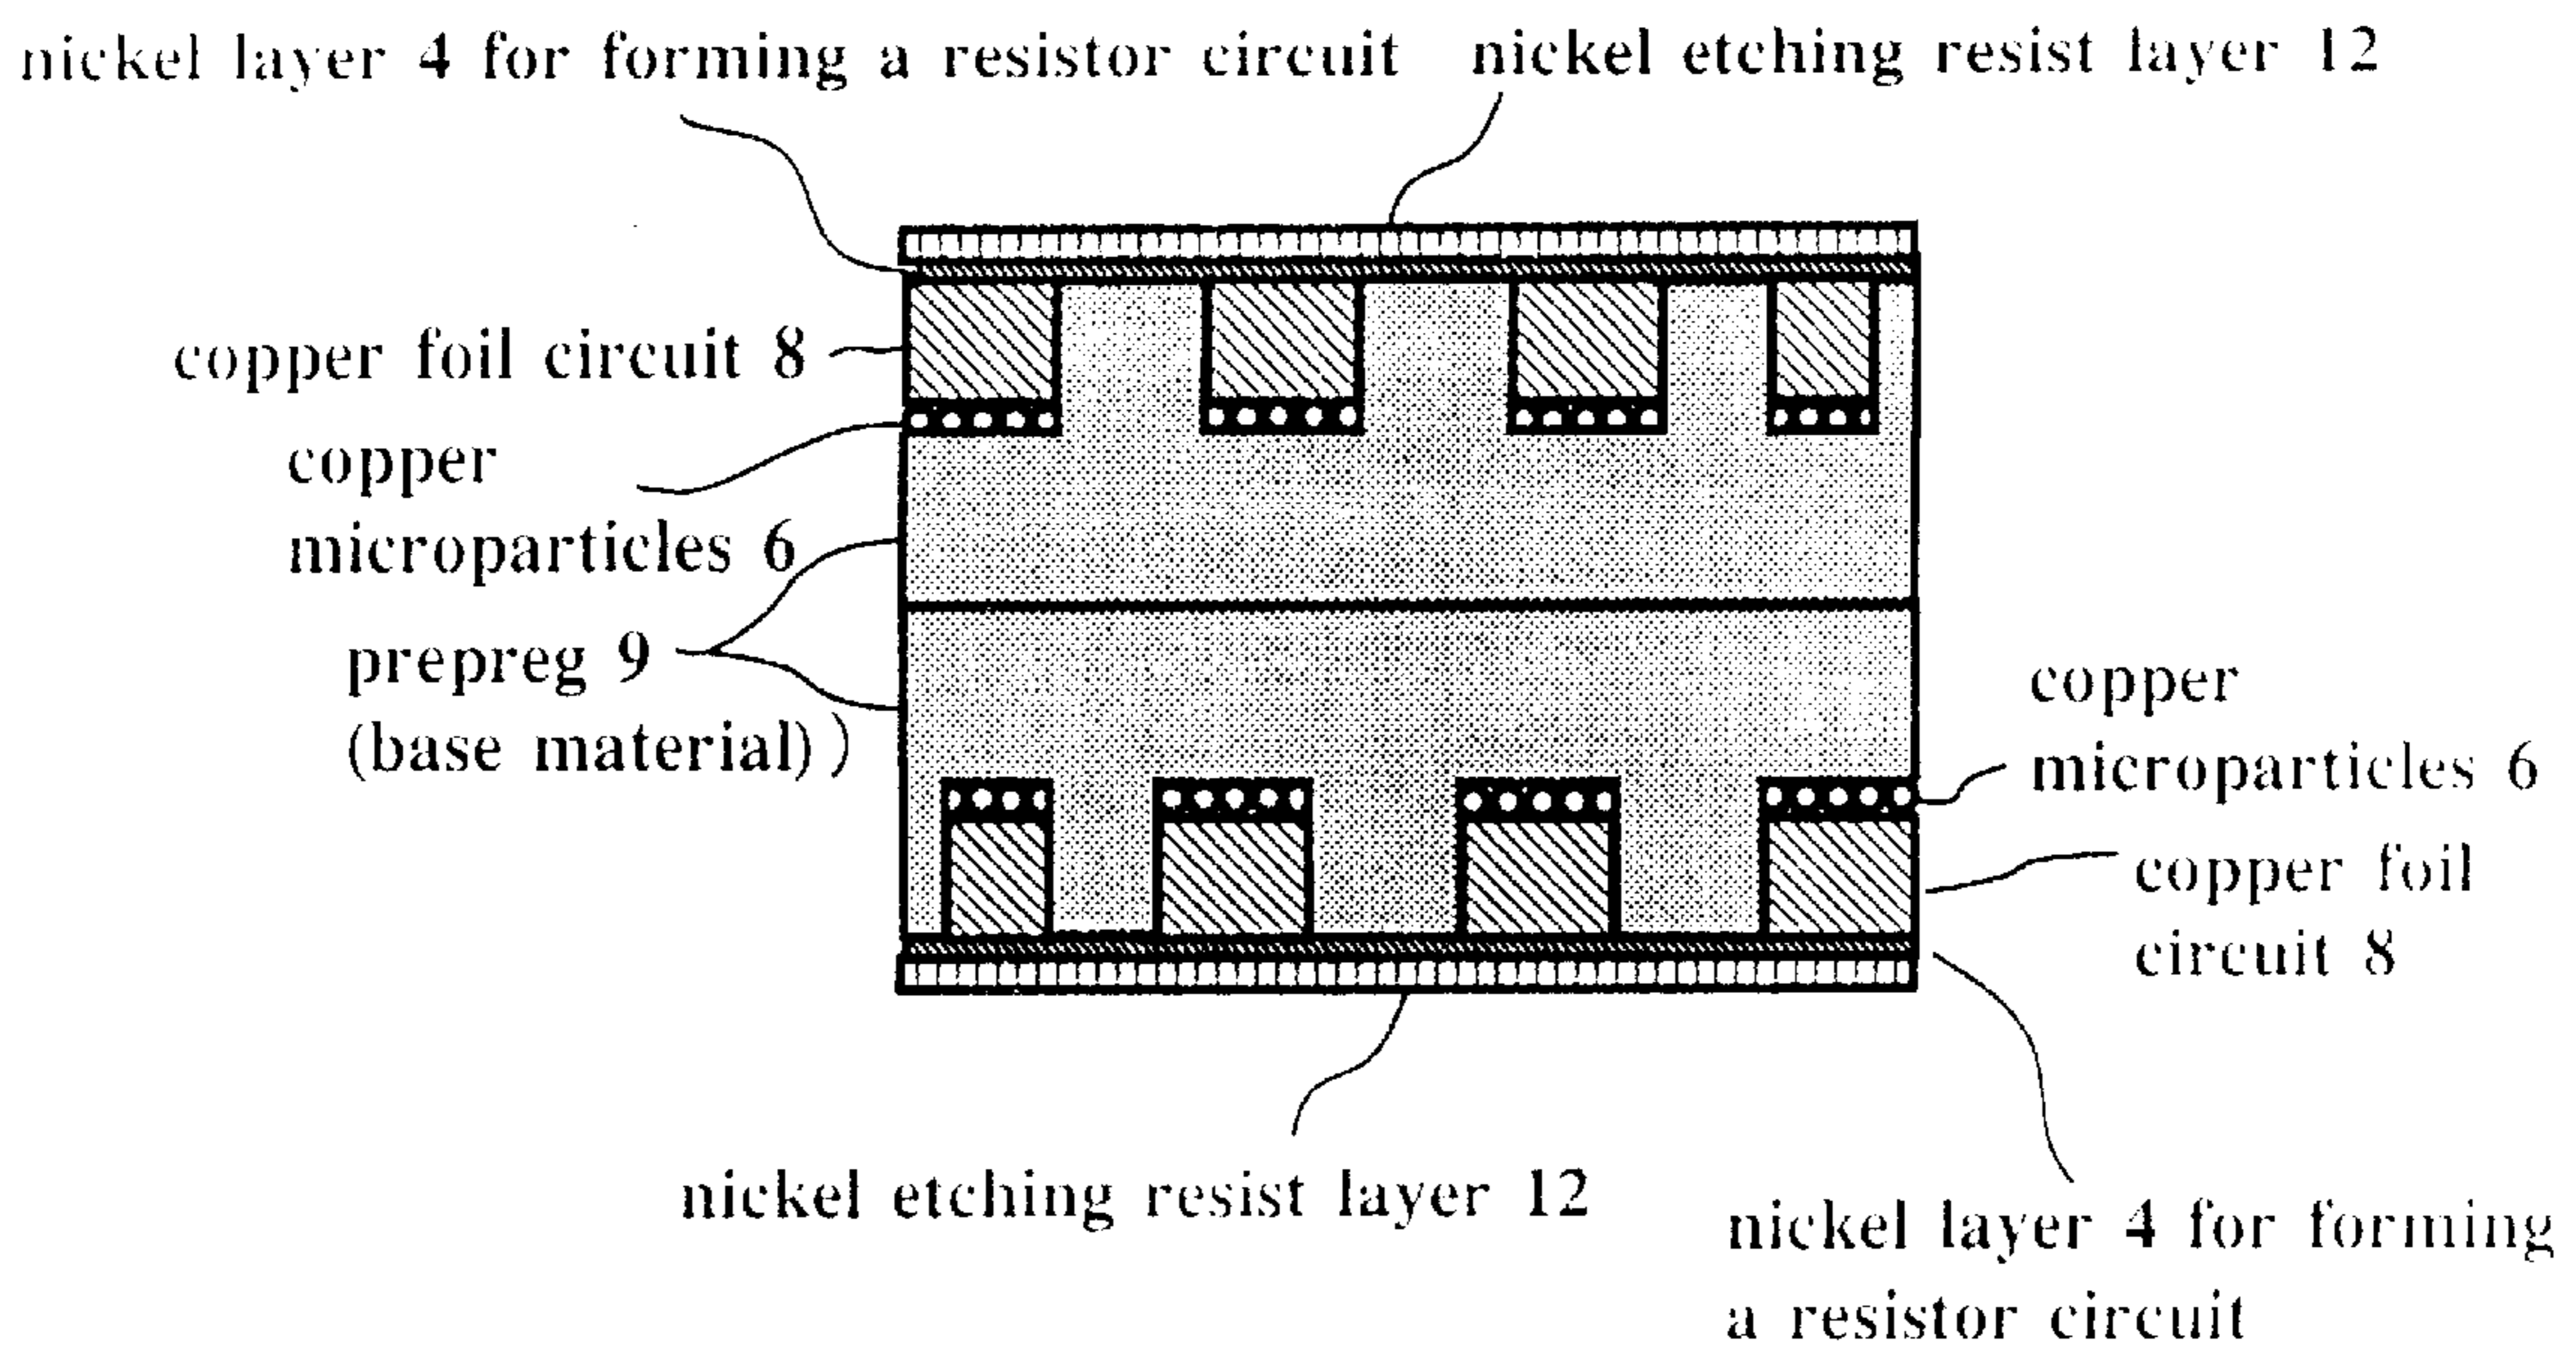 nickel layer 4 for forming a resistor circuit
nickel etching resist layer 12
copper foil circuit 8
copper
microparticles 6
prepreg 9
(base material))
copper
microparticles 6
copper foil
circuit 8
nickel etching resist layer 12
nickel layer 4 for forming
a resistor circuit